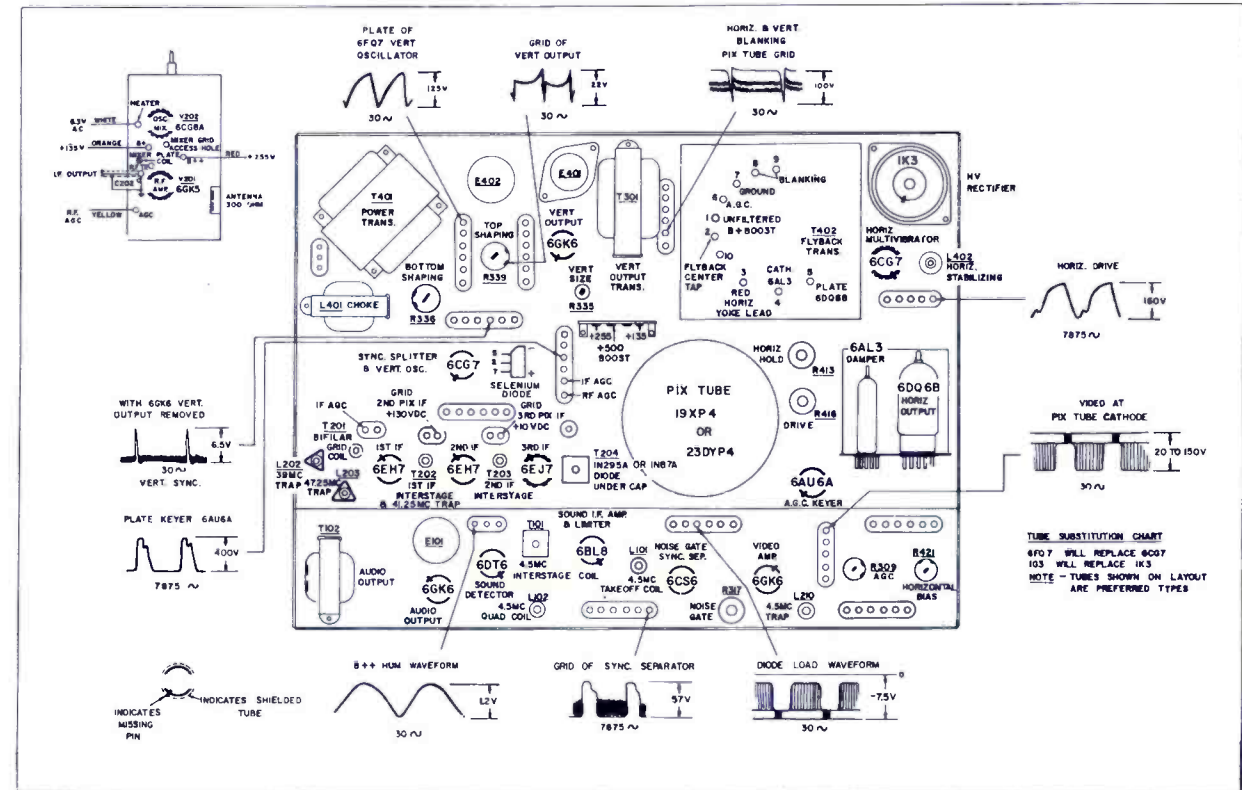 PLATE OF
6FQ7 VERT
OSCILLATOR
125V
30~
GRID OF
VERT OUTPUT
22V
30~
HORIZ. & VERT.
BLANKING
PIX TUBE GRID
100V
30~
HEATER
6.3V WHITE
A.C.
OSC
MIX
V202
6CG8A
MIXER GRID
ACCESS HOLE
ORANGE
+135V
B+
MIXER PLATE
COIL
B++
RED
+255V
I.F. OUTPUT
C202
R.F.
AMP.
V201
6GK5
ANTENNA
300 OHM
R.F.
AGC
YELLOW
AGC
T401
POWER
TRANS.
E402
E401
T301
TOP
SHAPING
R339
VERT
OUTPUT
6GK6
BOTTOM
SHAPING
R336
VERT
SIZE
R335
VERT
OUTPUT
TRANS.
L401 CHOKE
8
9
BLANKING
7
GROUND
6
A.G.C.
1
UNFILTERED
B+BOOST
2
10
FLYBACK
CENTER
TAP
3
RED
HORIZ
YOKE LEAD
CATH.
6AL3
4
5
PLATE
6DQ6B
T402
FLYBACK
TRANS.
1K3
HV
RECTIFIER
HORIZ
MULTIVIBRATOR
6CG7
L402
HORIZ.
STABILIZING
HORIZ. DRIVE
160V
7875~
+255
+135
+500
BOOST
SYNC. SPLITTER
& VERT. OSC.
6CG7
SELENIUM
DIODE
IF AGC
RF AGC
HORIZ
HOLD
R413
R416
DRIVE
6AL3
DAMPER
6DQ6B
HORIZ
OUTPUT
PIX TUBE
19XP4
OR
23DYP4
WITH 6GK6 VERT.
OUTPUT REMOVED
6.5V
30~
VERT. SYNC.
IF AGC
GRID
2ND PIX IF
+130VDC
GRID
3RD PIX IF
+10VDC
T201
BIFILAR
GRID
COIL
L202
39MC
TRAP
L203
47.25MC
TRAP
1ST IF
6EH7
T202
1ST IF
INTERSTAGE
& 41.25MC TRAP
2ND IF
6EH7
T203
2ND IF
INTERSTAGE
3RD IF
6EJ7
T204
IN295A OR IN87A
DIODE
UNDER CAP
6AU6A
A.G.C. KEYER
VIDEO AT
PIX TUBE CATHODE
20 TO 150V
30~
PLATE KEYER 6AU6A
400V
7875~
T102
AUDIO
OUTPUT
E101
6GK6
AUDIO
OUTPUT
6DT6
SOUND
DETECTOR
T101
4.5MC
INTERSTAGE COIL
SOUND I.F. AMP.
& LIMITER
6BL8
L102
4.5MC
QUAD COIL
L101
4.5MC
TAKEOFF COIL
NOISE GATE
SYNC. SEP.
6CS6
R317
NOISE
GATE
VIDEO
AMP.
6GK6
L210
4.5MC
TRAP
R309
AGC
R421
HORIZONTAL
BIAS
TUBE SUBSTITUTION CHART
6FQ7 WILL REPLACE 6CG7
1G3 WILL REPLACE 1K3
NOTE - TUBES SHOWN ON LAYOUT
ARE PREFERRED TYPES
INDICATES
MISSING
PIN
INDICATES SHIELDED
TUBE
B++ HUM WAVEFORM
1.2V
30~
GRID OF SYNC. SEPARATOR
57V
7875~
DIODE LOAD WAVEFORM
0
-7.5V
30~